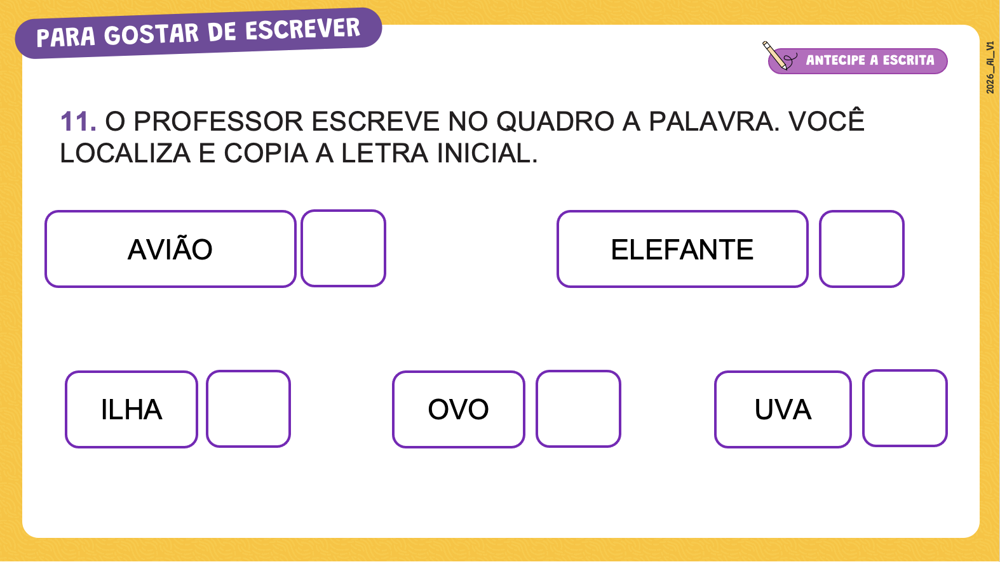 PARA GOSTAR DE ESCREVER
ANTECIPE A ESCRITA
2026_AI_V1
11. O PROFESSOR ESCREVE NO QUADRO A PALAVRA. VOCÊ
LOCALIZA E COPIA A LETRA INICIAL.
AVIÃO
ELEFANTE
ILHA
OVO
UVA